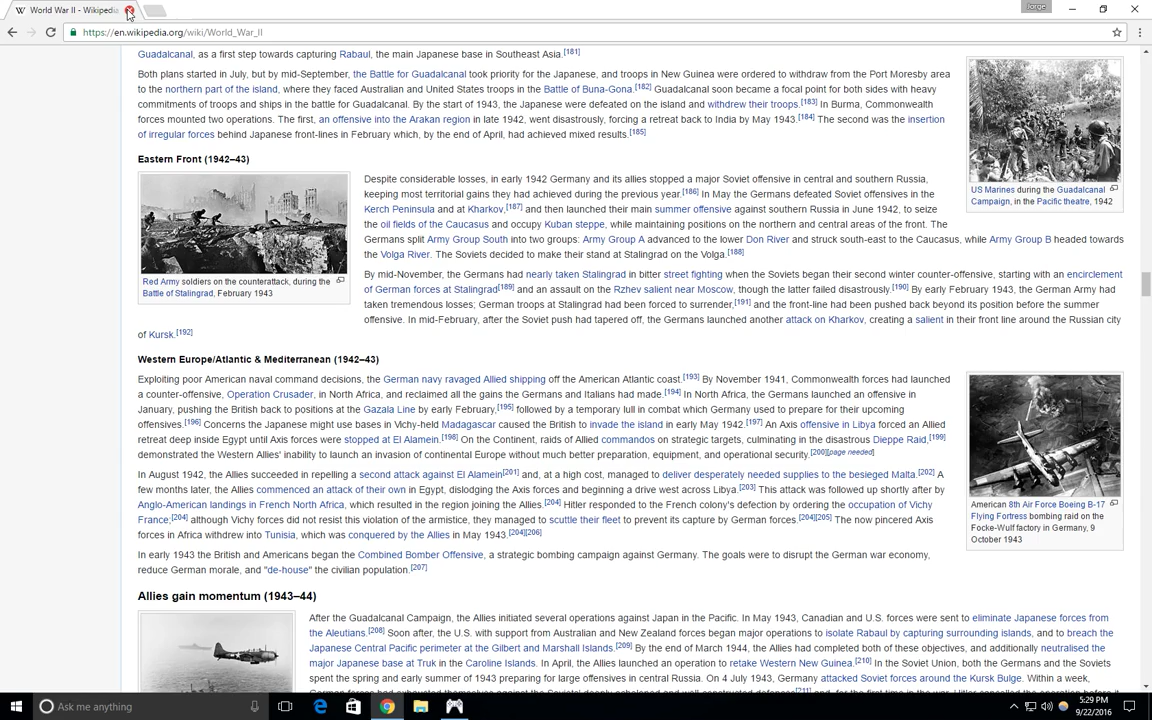 World War II - Wikipedia
Jorge
https://en.wikipedia.org/wiki/World_War_II
Guadalcanal, as a first step towards capturing Rabaul, the main Japanese base in Southeast Asia.[181]
Both plans started in July, but by mid-September, the Battle for Guadalcanal took priority for the Japanese, and troops in New Guinea were ordered to withdraw from the Port Moresby area
to the northern part of the island, where they faced Australian and United States troops in the Battle of Buna-Gona.[182] Guadalcanal soon became a focal point for both sides with heavy
commitments of troops and ships in the battle for Guadalcanal. By the start of 1943, the Japanese were defeated on the island and withdrew their troops.[183] In Burma, Commonwealth
forces mounted two operations. The first, an offensive into the Arakan region in late 1942, went disastrously, forcing a retreat back to India by May 1943.[184] The second was the insertion
of irregular forces behind Japanese front-lines in February which, by the end of April, had achieved mixed results.[185]
US Marines during the Guadalcanal
Campaign, in the Pacific theatre, 1942
Eastern Front (1942–43)
Despite considerable losses, in early 1942 Germany and its allies stopped a major Soviet offensive in central and southern Russia,
keeping most territorial gains they had achieved during the previous year.[186] In May the Germans defeated Soviet offensives in the
Kerch Peninsula and at Kharkov,[187] and then launched their main summer offensive against southern Russia in June 1942, to seize
the oil fields of the Caucasus and occupy Kuban steppe, while maintaining positions on the northern and central areas of the front. The
Germans split Army Group South into two groups: Army Group A advanced to the lower Don River and struck south-east to the Caucasus, while Army Group B headed towards
the Volga River. The Soviets decided to make their stand at Stalingrad on the Volga.[188]
Red Army soldiers on the counterattack, during the
Battle of Stalingrad, February 1943
By mid-November, the Germans had nearly taken Stalingrad in bitter street fighting when the Soviets began their second winter counter-offensive, starting with an encirclement
of German forces at Stalingrad[189] and an assault on the Rzhev salient near Moscow, though the latter failed disastrously.[190] By early February 1943, the German Army had
taken tremendous losses; German troops at Stalingrad had been forced to surrender,[191] and the front-line had been pushed back beyond its position before the summer
offensive. In mid-February, after the Soviet push had tapered off, the Germans launched another attack on Kharkov, creating a salient in their front line around the Russian city
of Kursk.[192]
Western Europe/Atlantic & Mediterranean (1942–43)
Exploiting poor American naval command decisions, the German navy ravaged Allied shipping off the American Atlantic coast.[193] By November 1941, Commonwealth forces had launched
a counter-offensive, Operation Crusader, in North Africa, and reclaimed all the gains the Germans and Italians had made.[194] In North Africa, the Germans launched an offensive in
January, pushing the British back to positions at the Gazala Line by early February,[195] followed by a temporary lull in combat which Germany used to prepare for their upcoming
offensives.[196] Concerns the Japanese might use bases in Vichy-held Madagascar caused the British to invade the island in early May 1942.[197] An Axis offensive in Libya forced an Allied
retreat deep inside Egypt until Axis forces were stopped at El Alamein.[198] On the Continent, raids of Allied commandos on strategic targets, culminating in the disastrous Dieppe Raid,[199]
demonstrated the Western Allies' inability to launch an invasion of continental Europe without much better preparation, equipment, and operational security.[200][page needed]
In August 1942, the Allies succeeded in repelling a second attack against El Alamein[201] and, at a high cost, managed to deliver desperately needed supplies to the besieged Malta.[202] A
few months later, the Allies commenced an attack of their own in Egypt, dislodging the Axis forces and beginning a drive west across Libya.[203] This attack was followed up shortly after by
Anglo-American landings in French North Africa, which resulted in the region joining the Allies.[204] Hitler responded to the French colony's defection by ordering the occupation of Vichy
France;[204] although Vichy forces did not resist this violation of the armistice, they managed to scuttle their fleet to prevent its capture by German forces.[204][205] The now pincered Axis
forces in Africa withdrew into Tunisia, which was conquered by the Allies in May 1943.[204][206]
American 8th Air Force Boeing B-17
Flying Fortress bombing raid on the
Focke-Wulf factory in Germany, 9
October 1943
In early 1943 the British and Americans began the Combined Bomber Offensive, a strategic bombing campaign against Germany. The goals were to disrupt the German war economy,
reduce German morale, and "de-house" the civilian population.[207]
Allies gain momentum (1943–44)
After the Guadalcanal Campaign, the Allies initiated several operations against Japan in the Pacific. In May 1943, Canadian and U.S. forces were sent to eliminate Japanese forces from
the Aleutians.[208] Soon after, the U.S. with support from Australian and New Zealand forces began major operations to isolate Rabaul by capturing surrounding islands, and to breach the
Japanese Central Pacific perimeter at the Gilbert and Marshall Islands.[209] By the end of March 1944, the Allies had completed both of these objectives, and additionally neutralised the
major Japanese base at Truk in the Caroline Islands. In April, the Allies launched an operation to retake Western New Guinea.[210] In the Soviet Union, both the Germans and the Soviets
spent the spring and early summer of 1943 preparing for large offensives in central Russia. On 4 July 1943, Germany attacked Soviet forces around the Kursk Bulge. Within a week,
Ask me anything
5:29 PM
9/22/2016